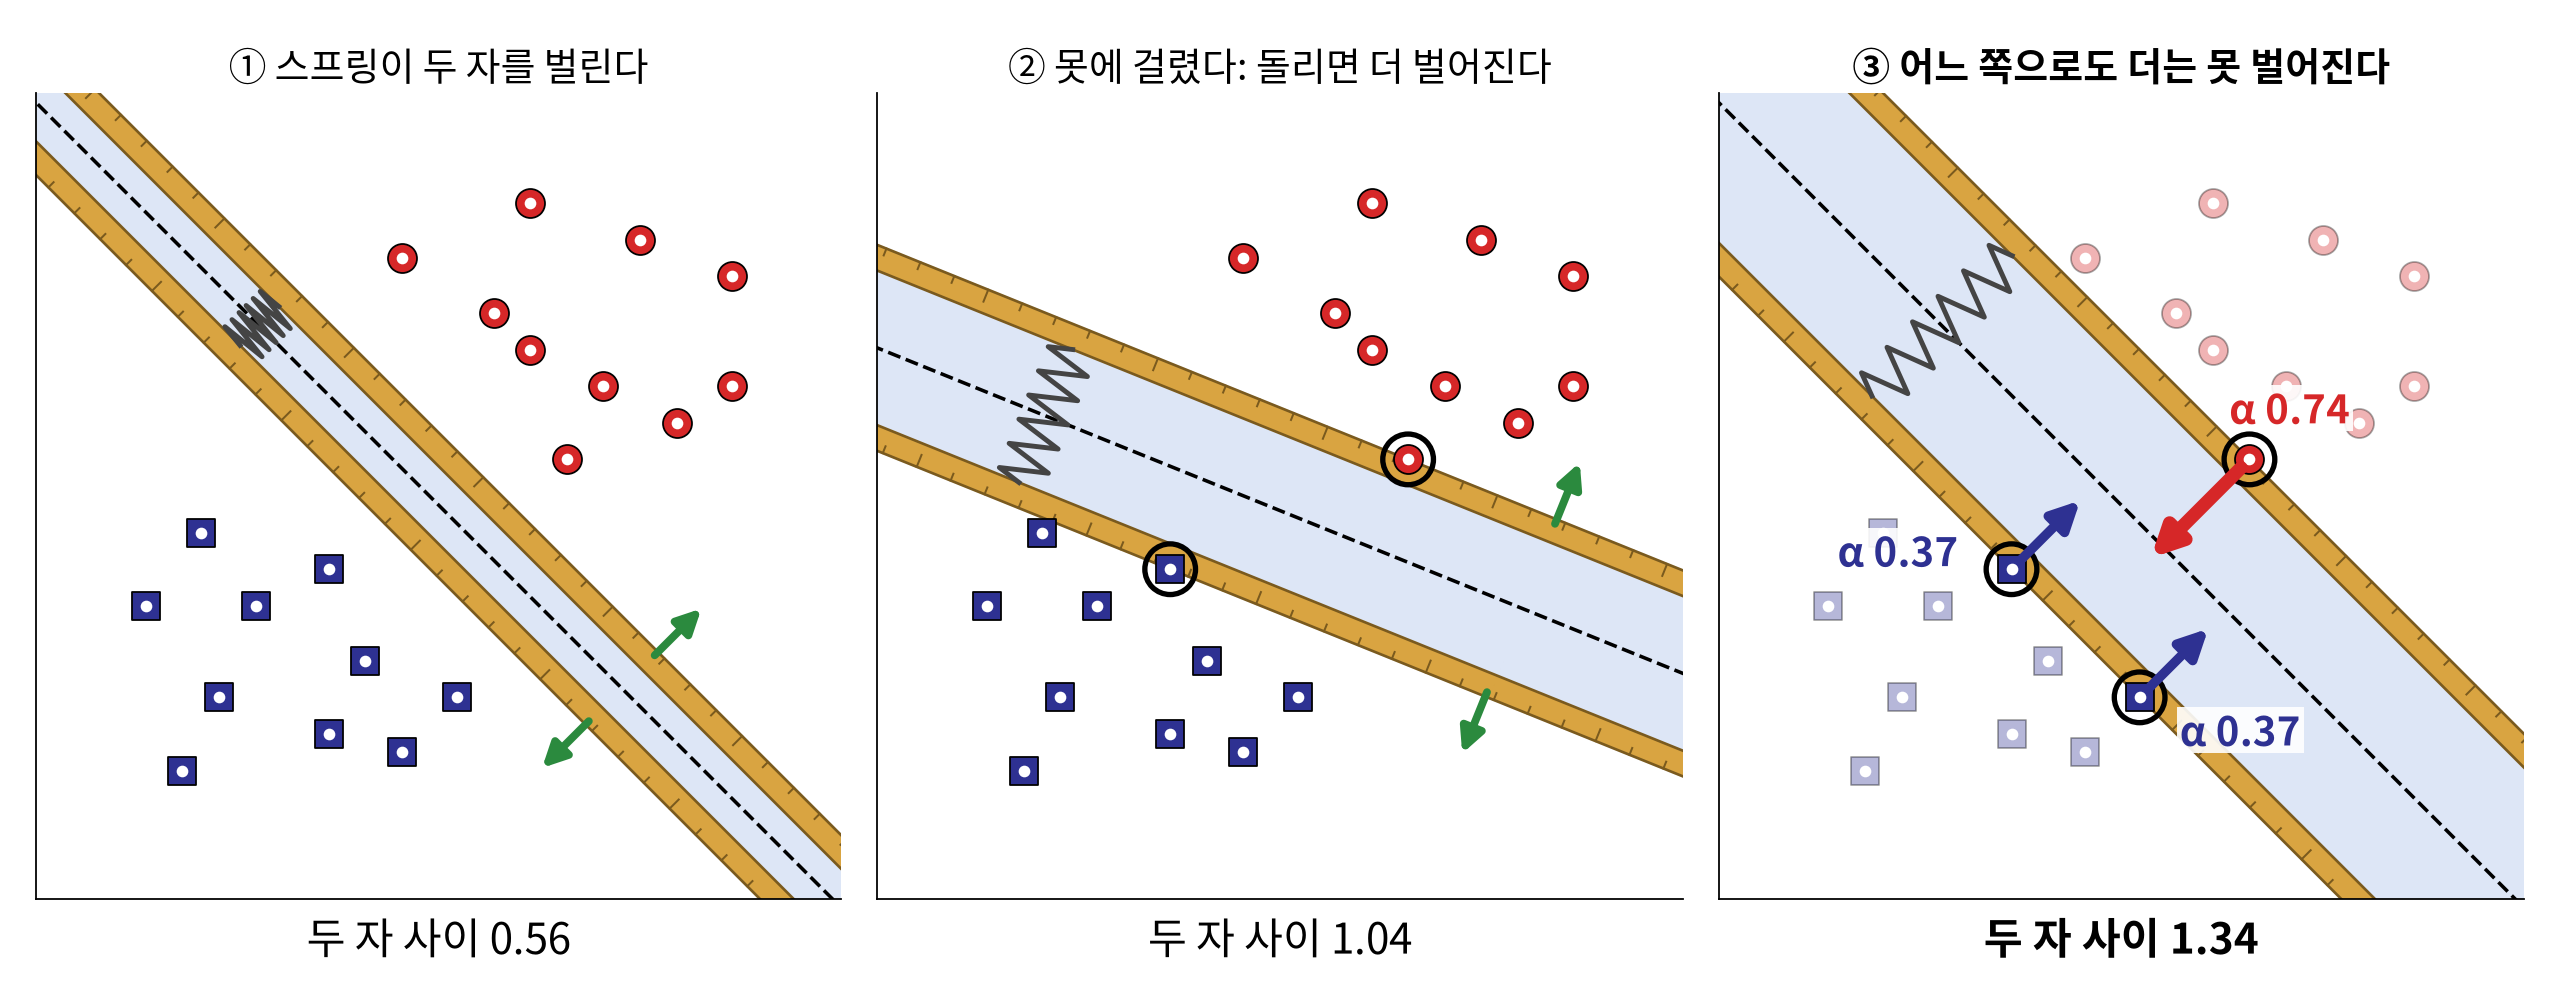 ① 스프링이 두 자를 벌린다
② 못에 걸렸다: 돌리면 더 벌어진다
③ 어느 쪽으로도 더는 못 벌어진다
α 0.74
α 0.37
α 0.37
두 자 사이 0.56
두 자 사이 1.04
두 자 사이 1.34